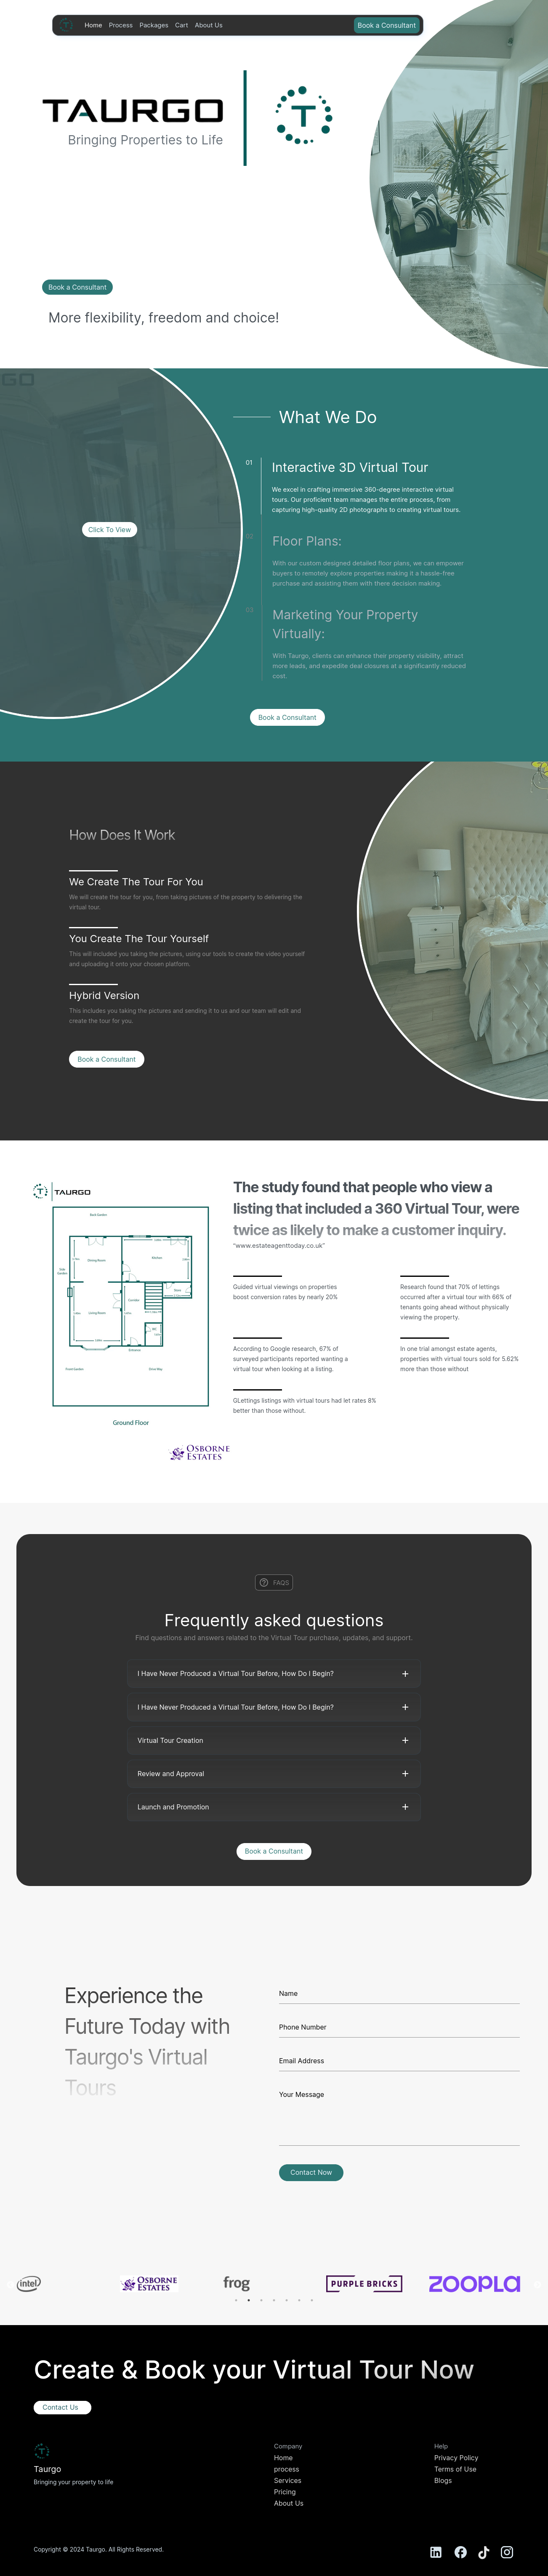 Home Process Packages Cart About Us Book a Consultant
TAURGO
Bringing Properties to Life
T
Book a Consultant
More flexibility, freedom and choice!
GO
What We Do
01
Interactive 3D Virtual Tour
We excel in crafting immersive 360-degree interactive virtual
tours. Our proficient team manages the entire process, from
capturing high-quality 2D photographs to creating virtual tours.
Click To View
02
Floor Plans:
With our custom designed detailed floor plans, we can empower
buyers to remotely explore properties making it a hassle-free
purchase and assisting them with there decision making.
03
Marketing Your Property
Virtually:
With Taurgo, clients can enhance their property visibility, attract
more leads, and expedite deal closures at a significantly reduced
cost.
Book a Consultant
How Does It Work
We Create The Tour For You
We will create the tour for you, from taking pictures of the property to delivering the
virtual tour.
You Create The Tour Yourself
This will included you taking the pictures, using our tools to create the video yourself
and uploading it onto your chosen platform.
Hybrid Version
This includes you taking the pictures and sending it to us and our team will edit and
create the tour for you.
Book a Consultant
T TAURGO
Back Garden
Dining Room
Kitchen
Side
Garden
Store
Living Room
Corridor
WC
Entrance
Front Garden
Drive Way
Ground Floor
OSBORNE
ESTATES
The study found that people who view a
listing that included a 360 Virtual Tour, were
twice as likely to make a customer inquiry.
"www.estateagenttoday.co.uk"
Guided virtual viewings on properties
boost conversion rates by nearly 20%
Research found that 70% of lettings
occurred after a virtual tour with 66% of
tenants going ahead without physically
viewing the property.
According to Google research, 67% of
surveyed participants reported wanting a
virtual tour when looking at a listing.
In one trial amongst estate agents,
properties with virtual tours sold for 5.62%
more than those without
GLettings listings with virtual tours had let rates 8%
better than those without.
FAQS
Frequently asked questions
Find questions and answers related to the Virtual Tour purchase, updates, and support.
I Have Never Produced a Virtual Tour Before, How Do I Begin?
I Have Never Produced a Virtual Tour Before, How Do I Begin?
Virtual Tour Creation
Review and Approval
Launch and Promotion
Book a Consultant
Experience the
Future Today with
Taurgo's Virtual
Tours
Name
Phone Number
Email Address
Your Message
Contact Now
intel
OSBORNE
ESTATES
frog
PURPLE BRICKS
ZOOPLA
Create & Book your Virtual Tour Now
Contact Us
T
Taurgo
Bringing your property to life
Company
Home
process
Services
Pricing
About Us
Help
Privacy Policy
Terms of Use
Blogs
Copyright © 2024 Taurgo. All Rights Reserved.